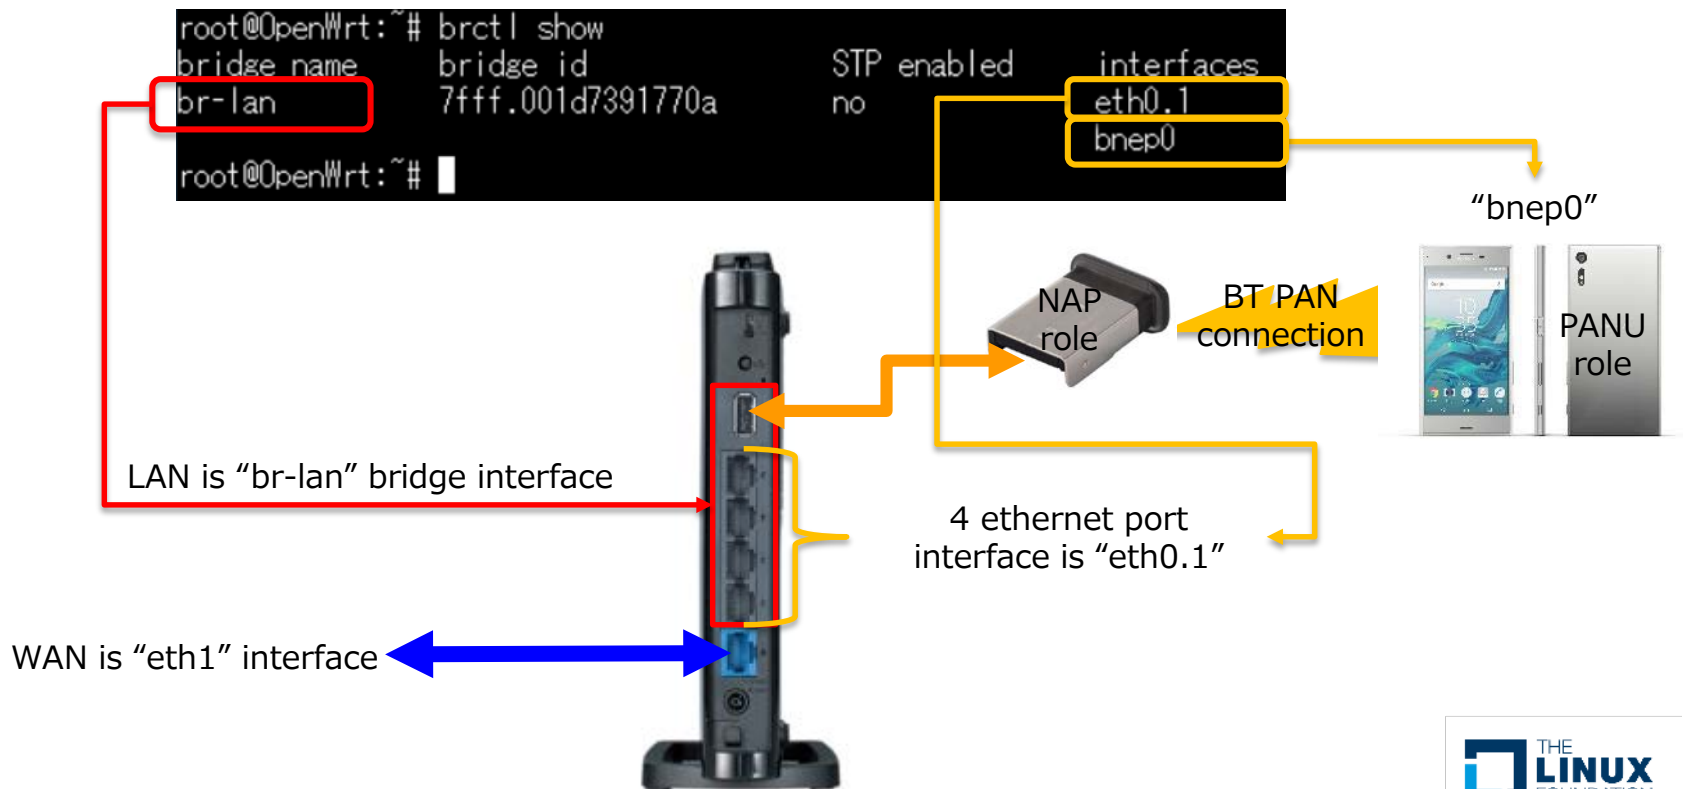 root@OpenWrt:~# brctl show
bridge name bridge id STP enabled interfaces
br-lan 7fff.001d7391770a no eth0.1
bnep0
root@OpenWrt:~#
“bnep0”
NAP
role
BT PAN
connection
PANU
role
LAN is “br-lan” bridge interface
4 ethernet port
interface is “eth0.1”
WAN is “eth1” interface
THE
LINUX
FOUNDATION